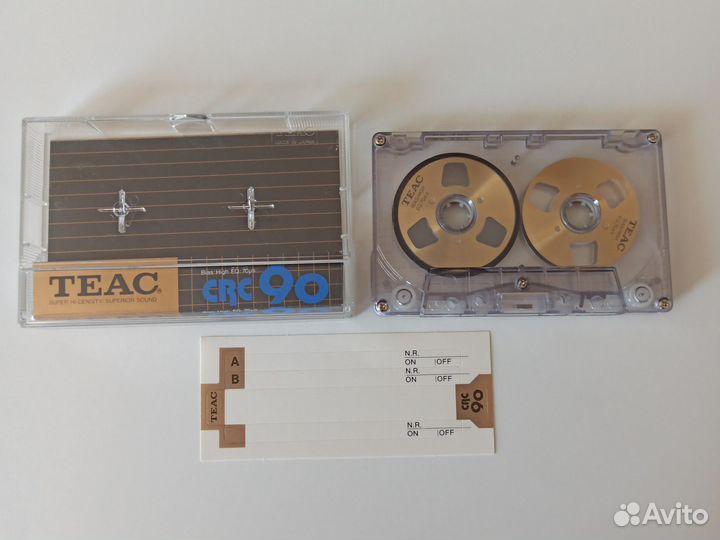 MADE IN JAPAN
Bias: High EQ: 70μs
TEAC®
CRC 90
SUPER HI-DENSITY/SUPERIOR SOUND
TEAC
TEAC
A
B
N.R.
ON |OFF
N.R.
ON |OFF
TEAC
CRC 90
N.R.
ON |OFF
Avito